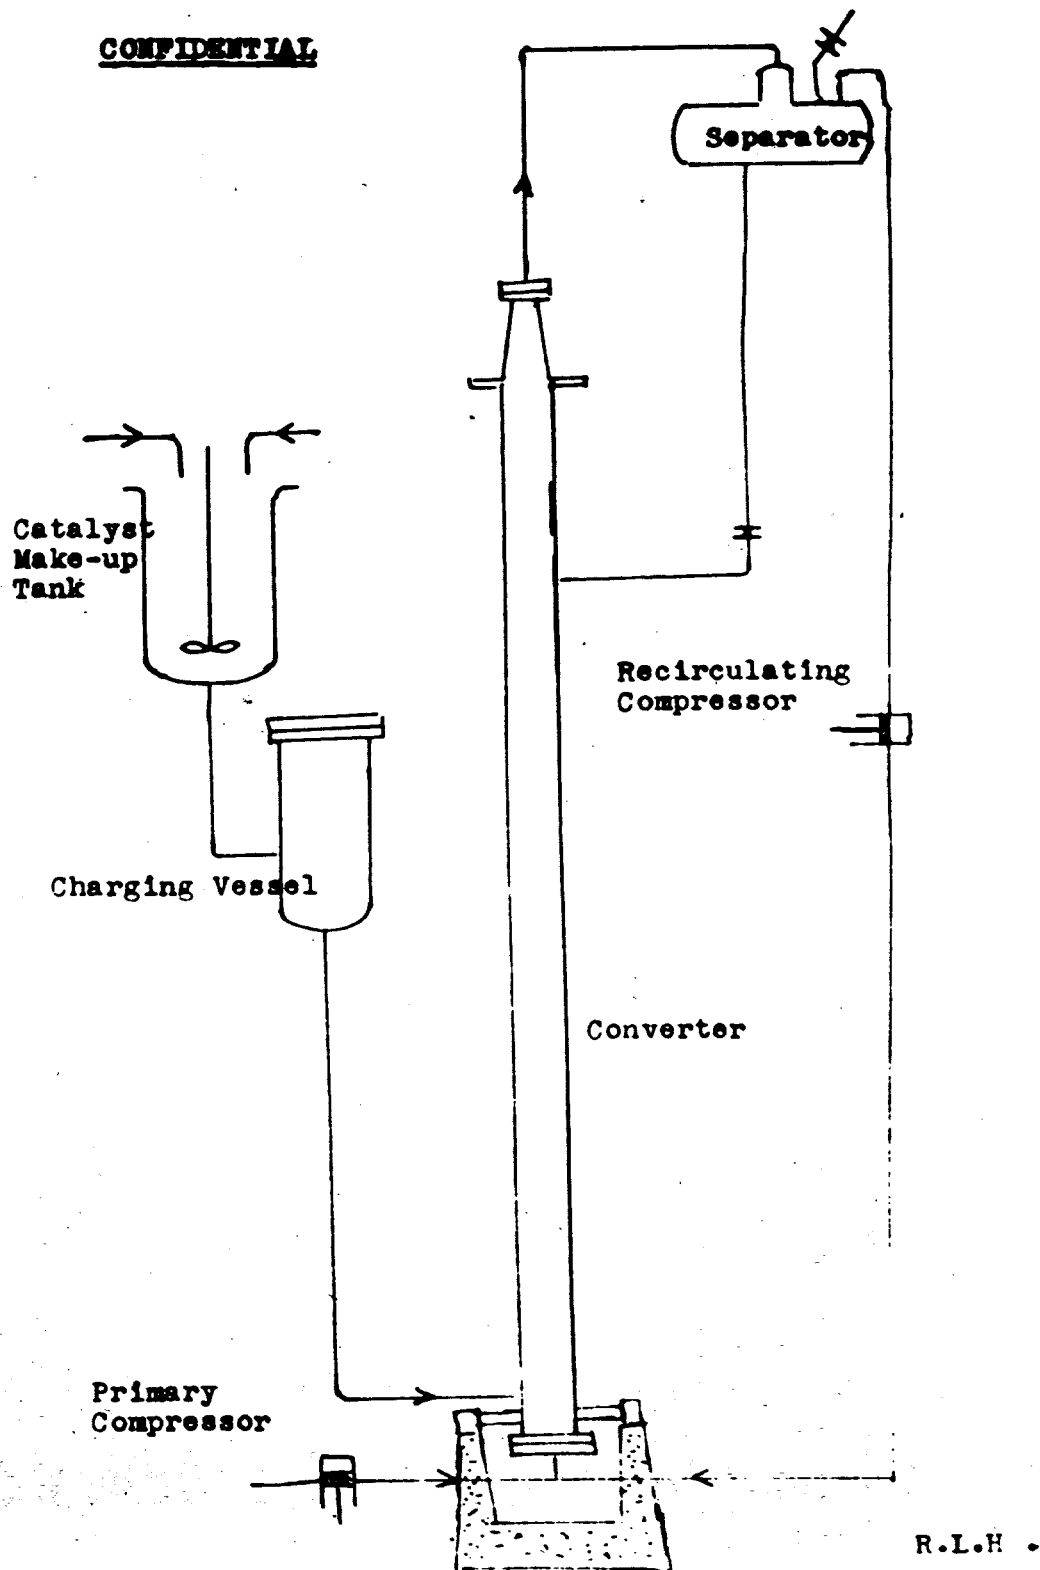 CONFIDENTIAL
Separator
Catalyst
Make-up
Tank
Recirculating
Compressor
Charging Vessel
Converter
Primary
Compressor
R.L.H.